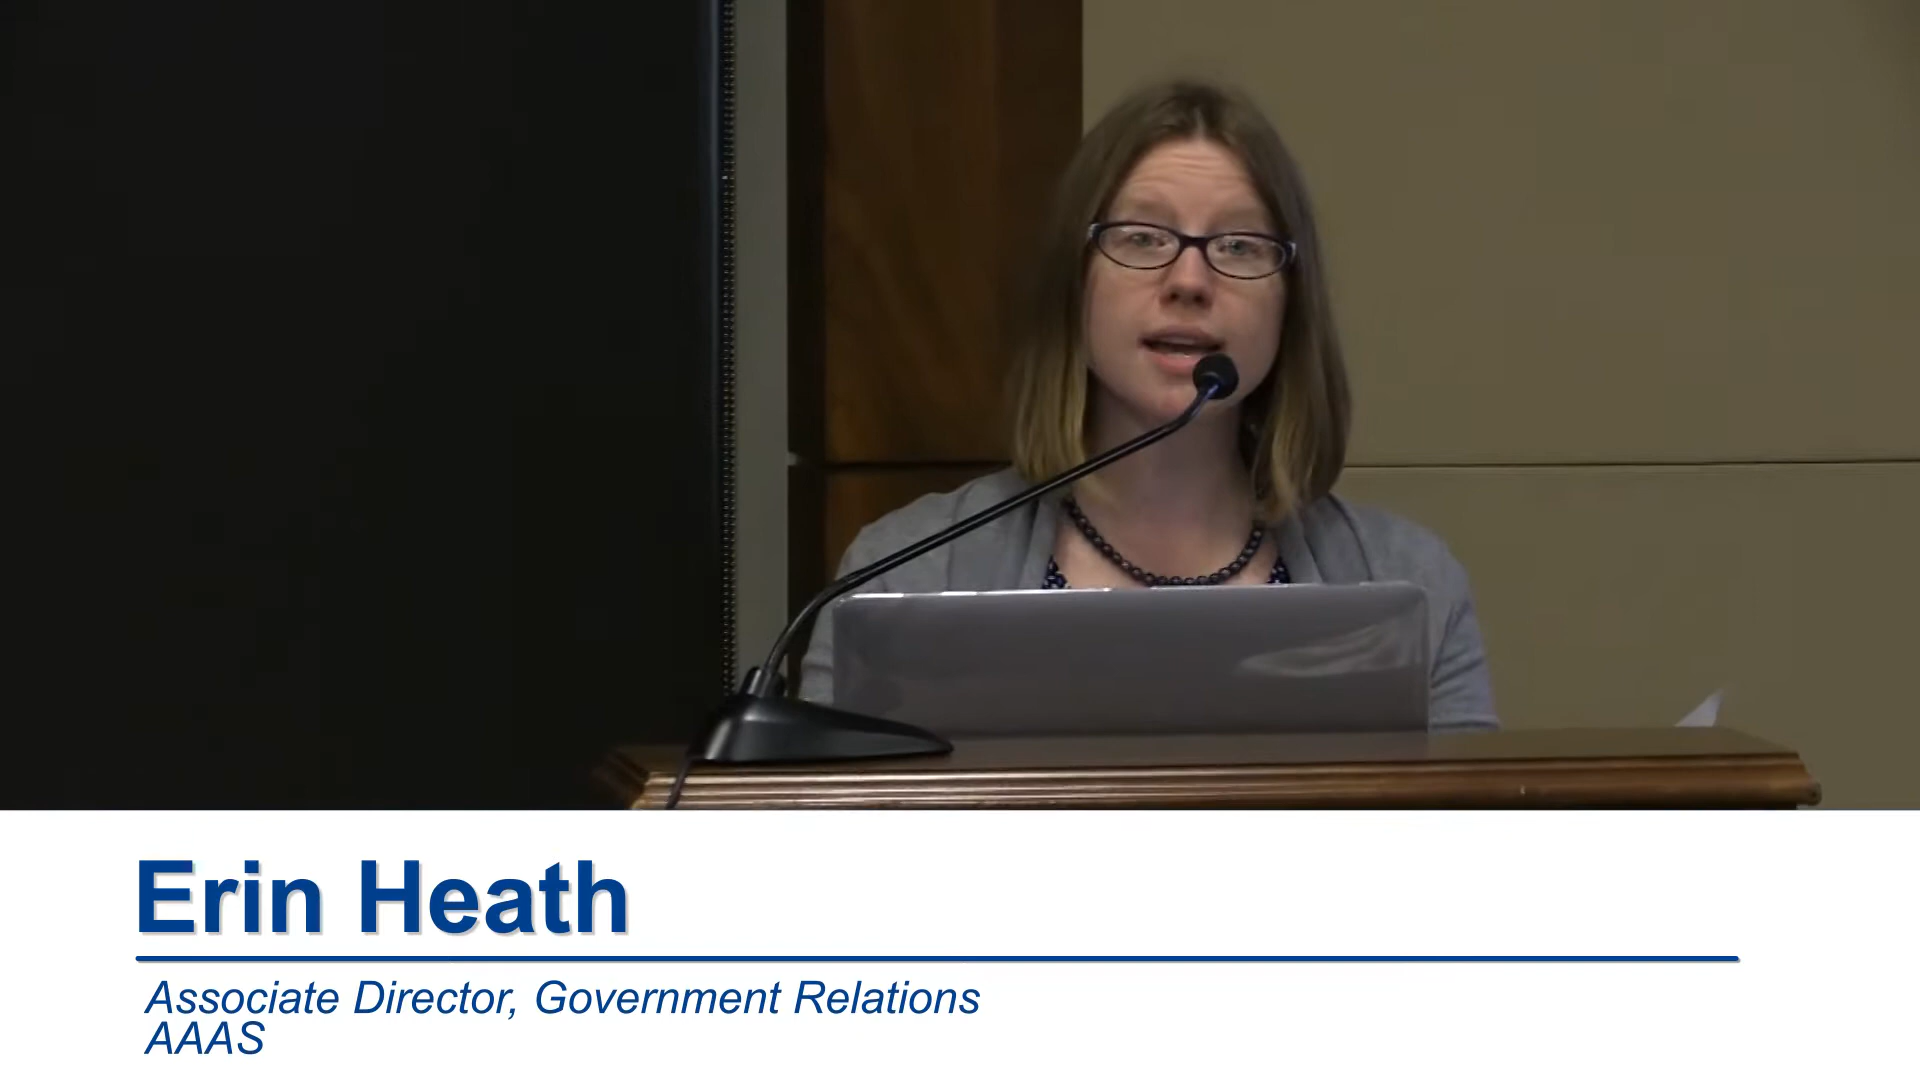 Erin Heath
Associate Director, Government Relations
AAAS